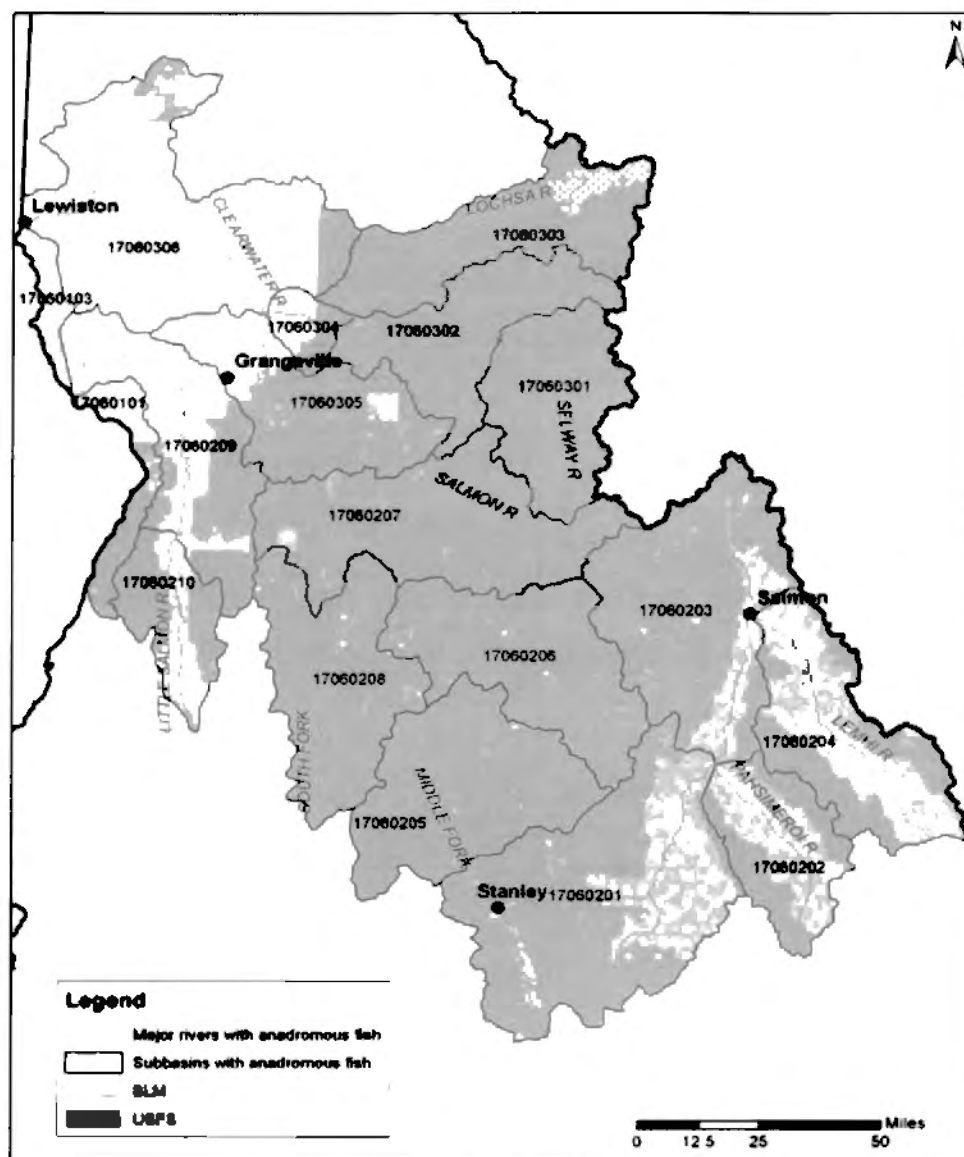 N
LOCHSA R
Lewiston
CLEARWATER R
17060306
17060303
17060103
17060304
17060302
Grangeville
17060301
17060101
17060305
SELWAY R
17060209
SALMON R
17060207
17060210
17060203
Salmon
LITTLE SALMON R
17060206
17060208
LEMHI R
17060204
SOUTH FORK
MIDDLE FORK
PAHSIMEROI R
17060205
17060202
Stanley
17060201
Legend
Major rivers with anadromous fish
Subbasins with anadromous fish
BLM
USFS
Miles
0 12.5 25 50